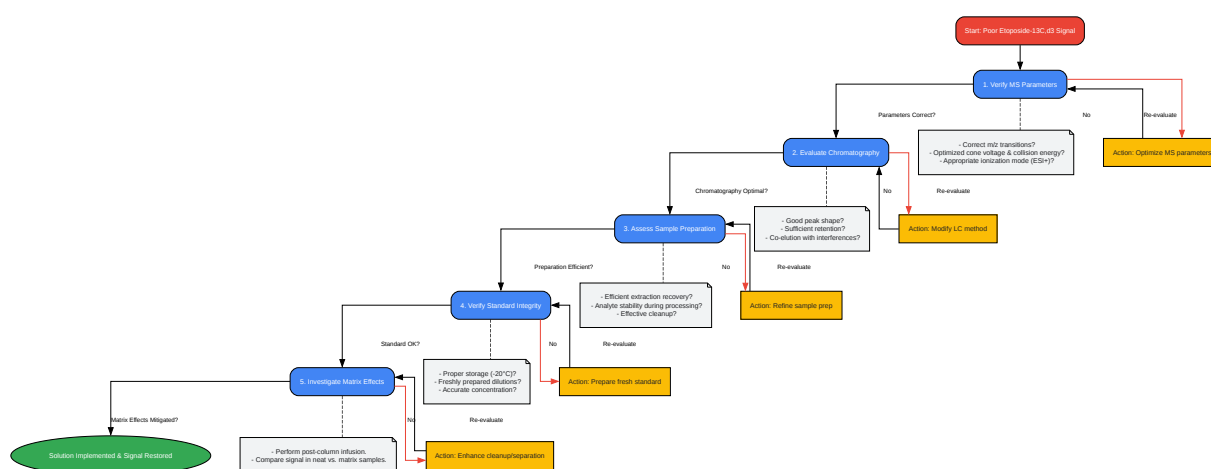 Start: Poor Etoposide-13C,d3 Signal
1. Verify MS Parameters
Parameters Correct?
No
Re-evaluate
- Correct m/z transitions?
- Optimized cone voltage & collision energy?
- Appropriate ionization mode (ESI+)?
Action: Optimize MS parameters
2. Evaluate Chromatography
Chromatography Optimal?
No
Re-evaluate
- Good peak shape?
- Sufficient retention?
- Co-elution with interferences?
Action: Modify LC method
3. Assess Sample Preparation
Preparation Efficient?
No
Re-evaluate
- Efficient extraction recovery?
- Analyte stability during processing?
- Effective cleanup?
Action: Refine sample prep
4. Verify Standard Integrity
Standard OK?
No
Re-evaluate
- Proper storage (-20°C)?
- Freshly prepared dilutions?
- Accurate concentration?
Action: Prepare fresh standard
5. Investigate Matrix Effects
Matrix Effects Mitigated?
No
Re-evaluate
- Perform post-column infusion.
- Compare signal in neat vs. matrix samples.
Action: Enhance cleanup/separation
Solution Implemented & Signal Restored